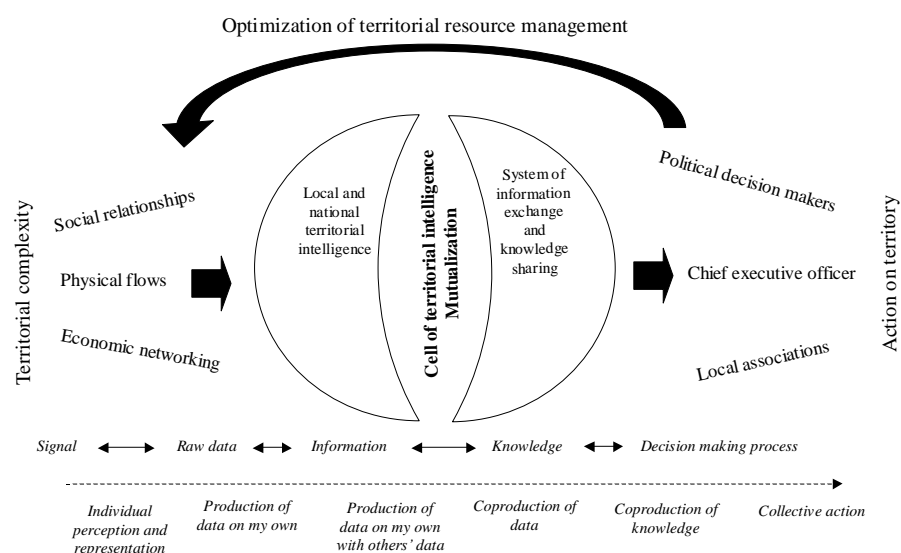 Optimization of territorial resource management
Territorial complexity
Social relationships
Physical flows
Economic networking
Local and
national
territorial
intelligence
Cell of territorial intelligence
Mutualization
System of
information
exchange
and
knowledge
sharing
Political decision makers
Chief executive officer
Local associations
Action on territory
Signal
Raw data
Information
Knowledge
Decision making process
Individual
perception and
representation
Production of
data on my own
Production of
data on my own
with others' data
Coproduction of
data
Coproduction of
knowledge
Collective action